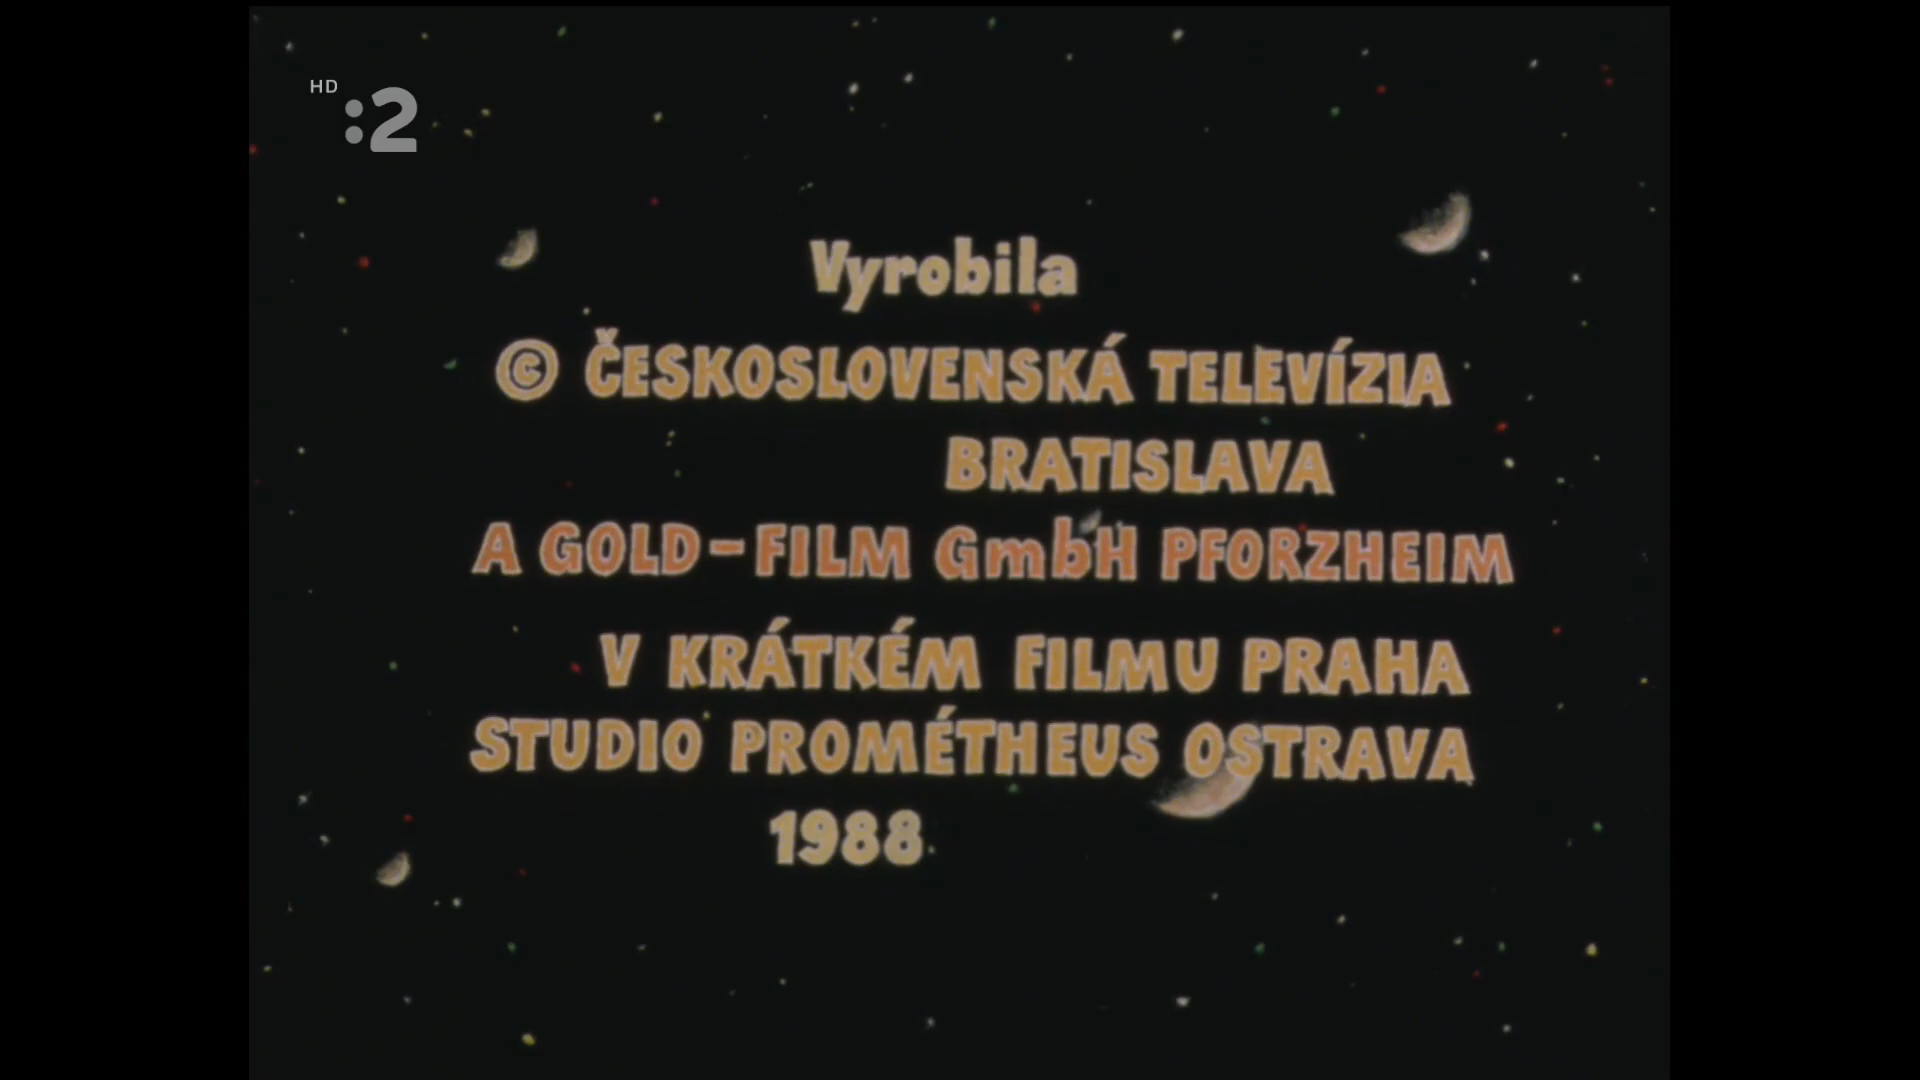 HD
:2
Vyrobila
© ČESKOSLOVENSKÁ TELEVÍZIA
BRATISLAVA
A GOLD-FILM GmbH PFORZHEIM
V KRÁTKÉM FILMU PRAHA
STUDIO PROMÉTHEUS OSTRAVA
1988